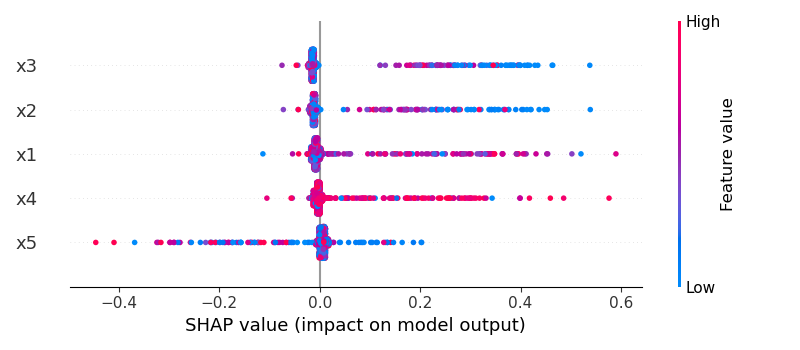 High
x3
x2
x1
x4
x5
Feature value
Low
−0.4 −0.2 0.0 0.2 0.4 0.6
SHAP value (impact on model output)